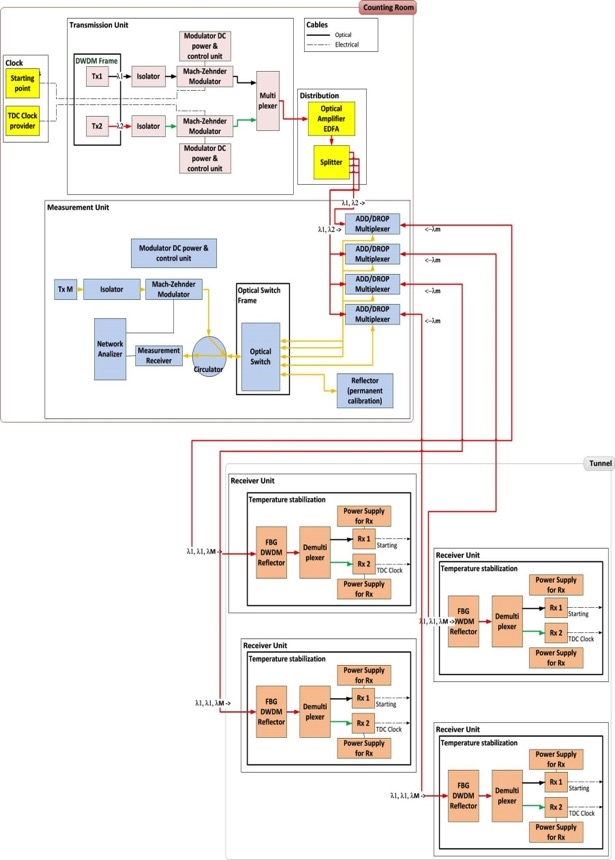 Counting Room
Transmission Unit
Cables
Optical
Electrical
Modulator DC
power &
control unit
Clock
Starting
point
TDC Clock
provider
DWDM Frame
Tx1
λ1
Isolator
Mach-Zehnder
Modulator
Multi
plexer
Tx2
λ2
Isolator
Mach-Zehnder
Modulator
Modulator DC
power &
control unit
Distribution
Optical
Amplifier
EDFA
Splitter
λ1, λ2 ->
λ1, λ2 ->
Measurement Unit
ADD/DROP
Multiplexer
<--λm
ADD/DROP
Multiplexer
<--λm
ADD/DROP
Multiplexer
<--λm
ADD/DROP
Multiplexer
<--λm
Modulator DC power &
control unit
Tx M
Isolator
Mach-Zehnder
Modulator
Optical Switch
Frame
Network
Analizer
Measurement
Receiver
Circulator
Optical
Switch
Reflector
(permanent
calibration)
Tunnel
Receiver Unit
Temperature stabilization
Power Supply
for Rx
λ1, λ1, λM ->
FBG
DWDM
Reflector
Demulti
plexer
Rx 1
Starting
Rx 2
TDC Clock
Power Supply
for Rx
Receiver Unit
Temperature stabilization
Power Supply
for Rx
λ1, λ1, λM->
FBG
DWDM
Reflector
Demulti
plexer
Rx 1
Starting
Rx 2
TDC Clock
Power Supply
for Rx
Receiver Unit
Temperature stabilization
Power Supply
for Rx
λ1, λ1, λM ->
FBG
DWDM
Reflector
Demulti
plexer
Rx 1
Starting
Rx 2
TDC Clock
Power Supply
for Rx
Receiver Unit
Temperature stabilization
Power Supply
for Rx
λ1, λ1, λM ->
FBG
DWDM
Reflector
Demulti
plexer
Rx 1
Starting
Rx 2
TDC Clock
Power Supply
for Rx